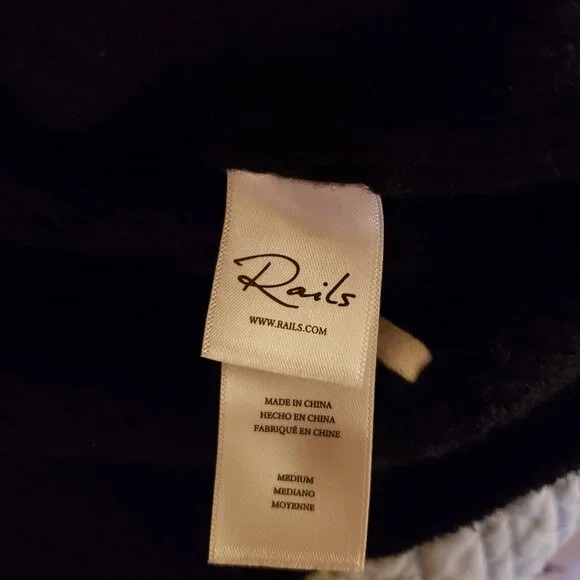 Rails
WWW.RAILS.COM
MADE IN CHINA
HECHO EN CHINA
FABRIQUÉ EN CHINE
MEDIUM
MEDIANO
MOYENNE